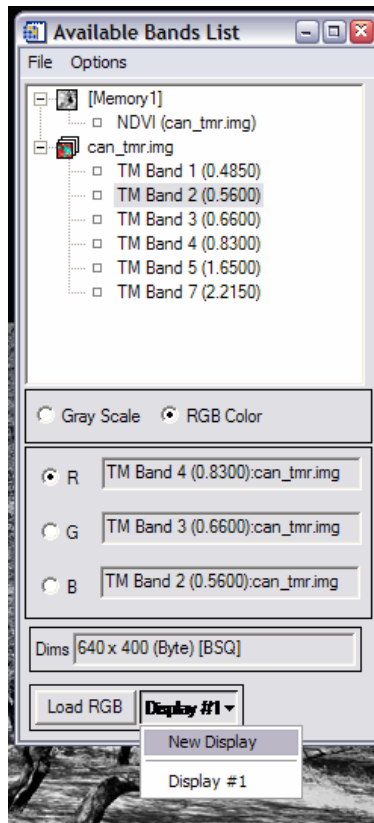 Available Bands List
File Options
[Memory1]
NDVI (can_tmr.img)
can_tmr.img
TM Band 1 (0.4850)
TM Band 2 (0.5600)
TM Band 3 (0.6600)
TM Band 4 (0.8300)
TM Band 5 (1.6500)
TM Band 7 (2.2150)
Gray Scale RGB Color
R TM Band 4 (0.8300):can_tmr.img
G TM Band 3 (0.6600):can_tmr.img
B TM Band 2 (0.5600):can_tmr.img
Dims 640 x 400 (Byte) [BSQ]
Load RGB Display #1
New Display
Display #1